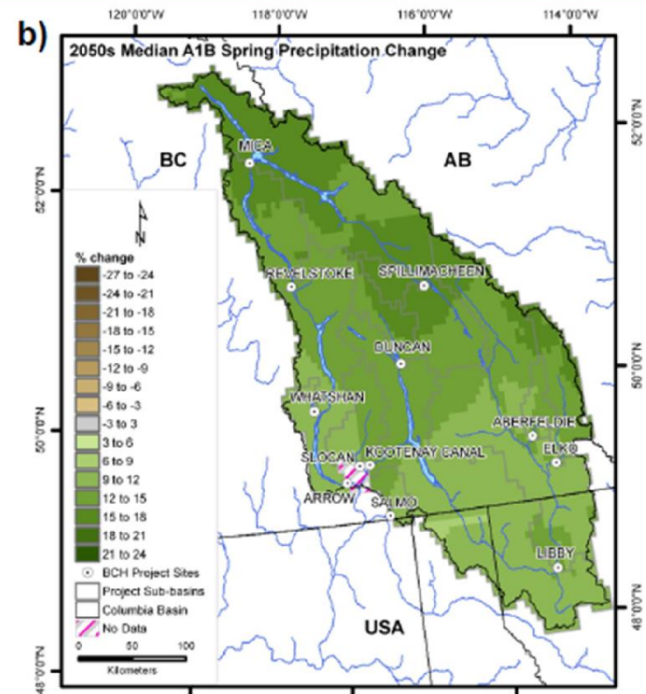 b)
120°0'0"W 118°0'0"W 116°0'0"W 114°0'0"W
2050s Median A1B Spring Precipitation Change
52°0'0"N
MICA
BC
AB
52°0'0"N
N
% change
-27 to -24
-24 to -21
-21 to -18
-18 to -15
-15 to -12
-12 to -9
-9 to -6
-6 to -3
-3 to 3
3 to 6
6 to 9
9 to 12
12 to 15
15 to 18
18 to 21
21 to 24
BCH Project Sites
Project Sub-basins
Columbia Basin
No Data
0 50 100
Kilometers
REVELSTOKE
SPILLIMACHEEN
DUNCAN
50°0'0"N
WHATSHAN
ABERFELDIE
50°0'0"N
SLOCAN
KOOTENAY CANAL
ELKO
ARROW
SALMO
LIBBY
48°0'0"N
USA
48°0'0"N